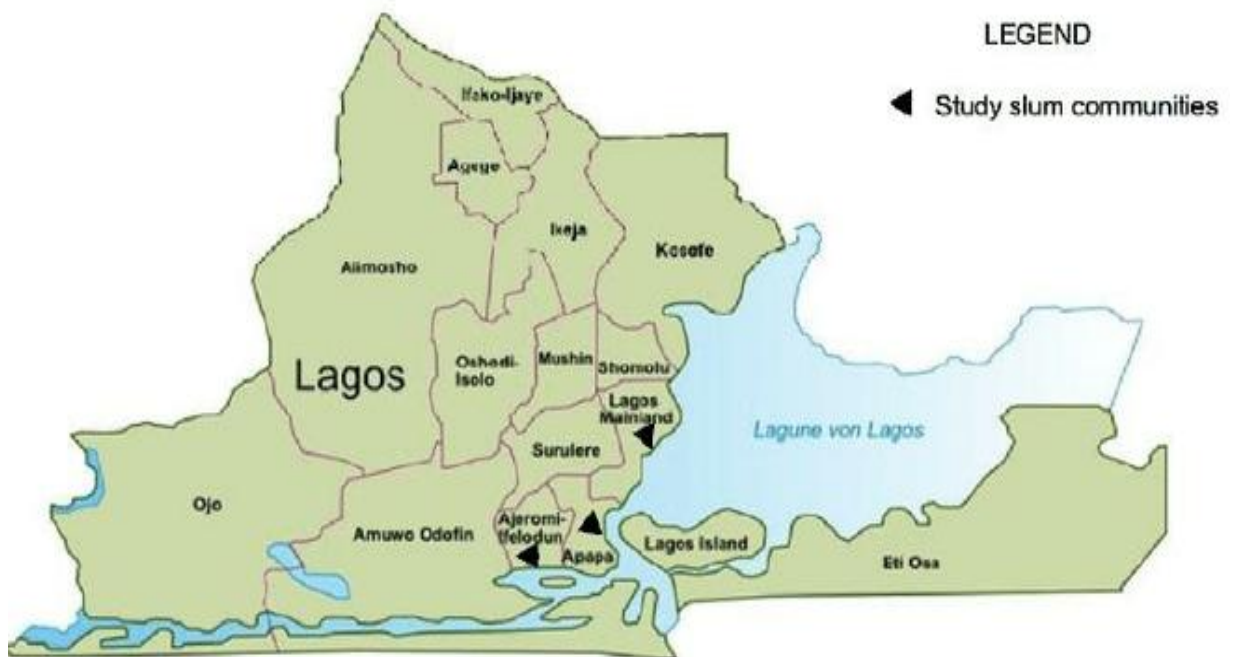 LEGEND
Study slum communities
Ifako-Ijaye
Agege
Ikeja
Kosofe
Alimosho
Lagos
Oshodi-
Isolo
Mushin
Shomolu
Lagos
Mainland
Lagune von Lagos
Surulere
Ojo
Amuwo Odofin
Ajeromi-
Ifelodun
Apapa
Lagos Island
Eti Osa